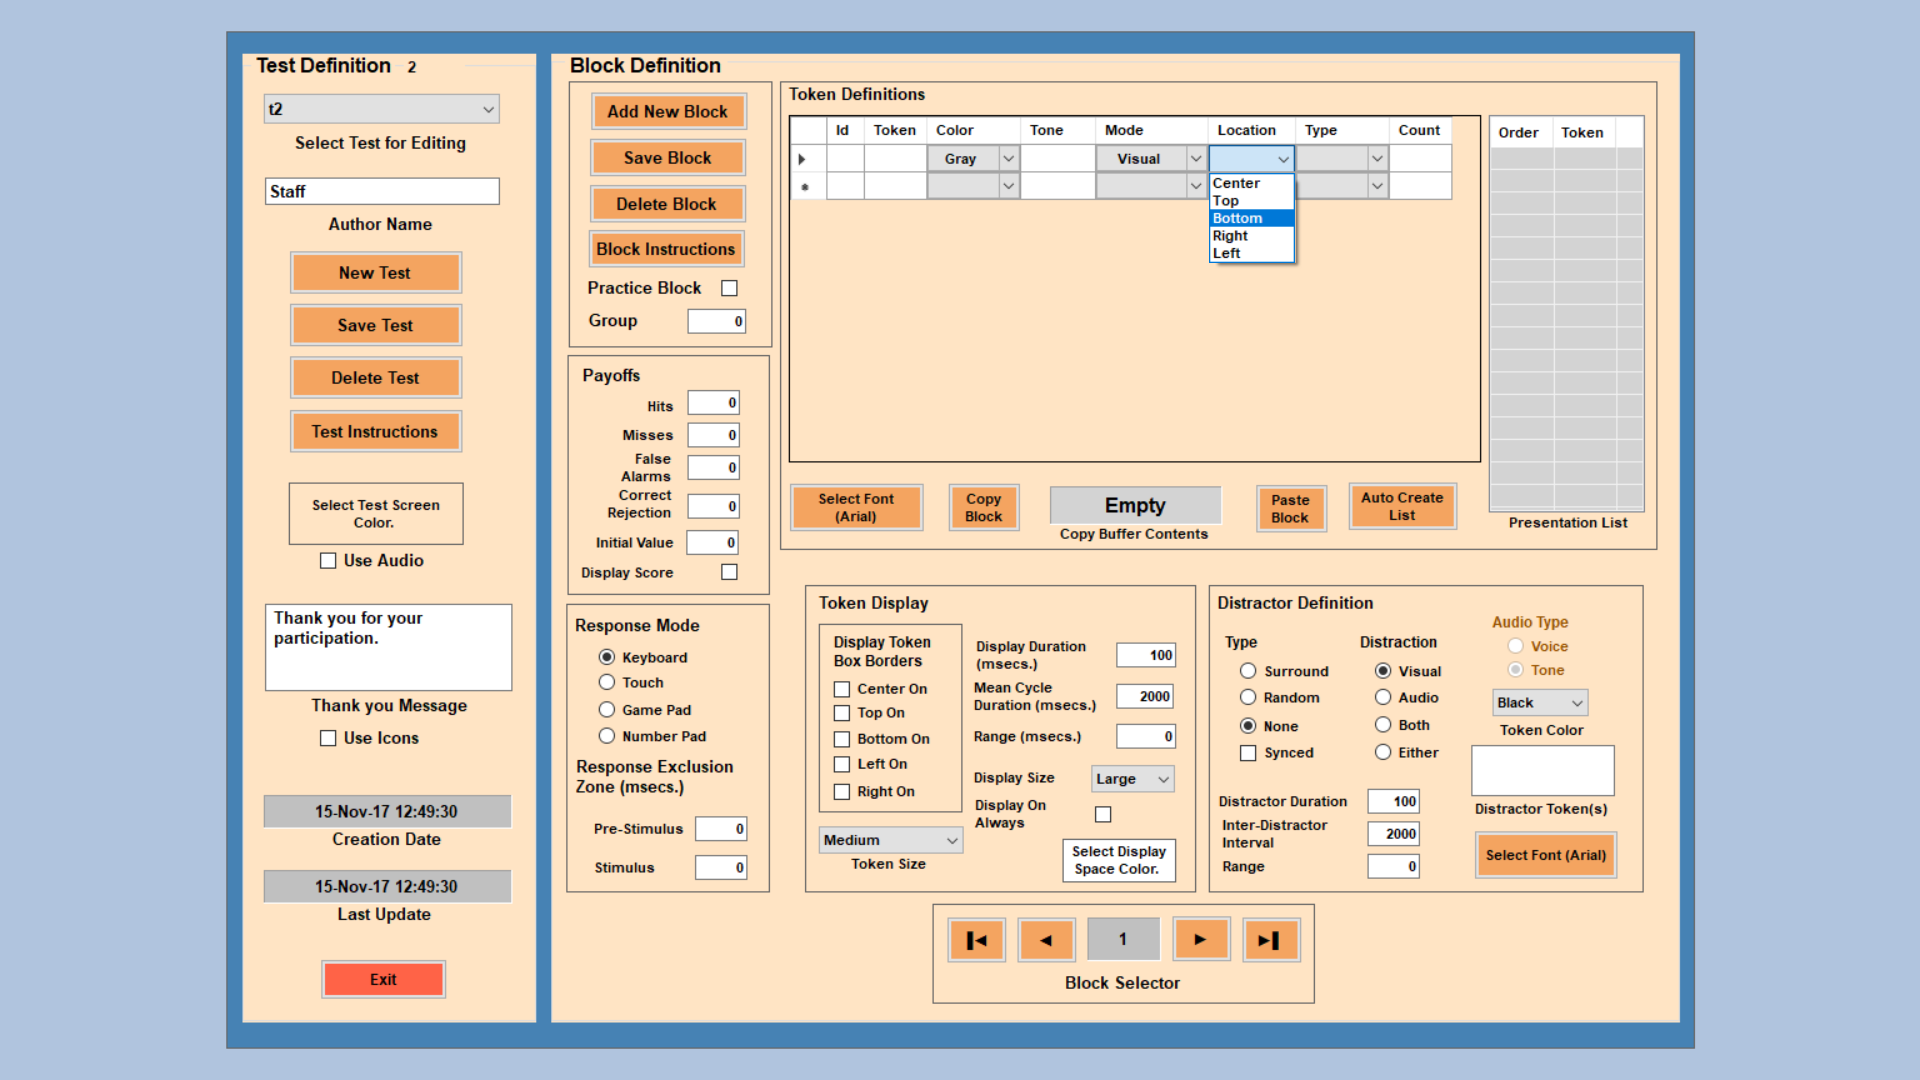 Test Definition 2
t2
Select Test for Editing
Staff
Author Name
New Test
Save Test
Delete Test
Test Instructions
Select Test Screen
Color.
Use Audio
Thank you for your
participation.
Thank you Message
Use Icons
15-Nov-17 12:49:30
Creation Date
15-Nov-17 12:49:30
Last Update
Exit
Block Definition
Add New Block
Save Block
Delete Block
Block Instructions
Practice Block
Group 0
Payoffs
Hits 0
Misses 0
False
Alarms 0
Correct
Rejection 0
Initial Value 0
Display Score
Response Mode
Keyboard
Touch
Game Pad
Number Pad
Response Exclusion
Zone (msecs.)
Pre-Stimulus 0
Stimulus 0
Token Definitions
Id Token Color Tone Mode Location Type Count
Gray Visual
Center
Top
Bottom
Right
Left
Order Token
Presentation List
Select Font
(Arial)
Copy
Block
Empty
Copy Buffer Contents
Paste
Block
Auto Create
List
Token Display
Display Token
Box Borders
Center On
Top On
Bottom On
Left On
Right On
Medium
Token Size
Display Duration
(msecs.) 100
Mean Cycle
Duration (msecs.) 2000
Range (msecs.) 0
Display Size Large
Display On
Always
Select Display
Space Color.
Distractor Definition
Type
Surround
Random
None
Synced
Distraction
Visual
Audio
Both
Either
Audio Type
Voice
Tone
Black
Token Color
Distractor Token(s)
Distractor Duration 100
Inter-Distractor
Interval 2000
Range 0
Select Font (Arial)
1
Block Selector